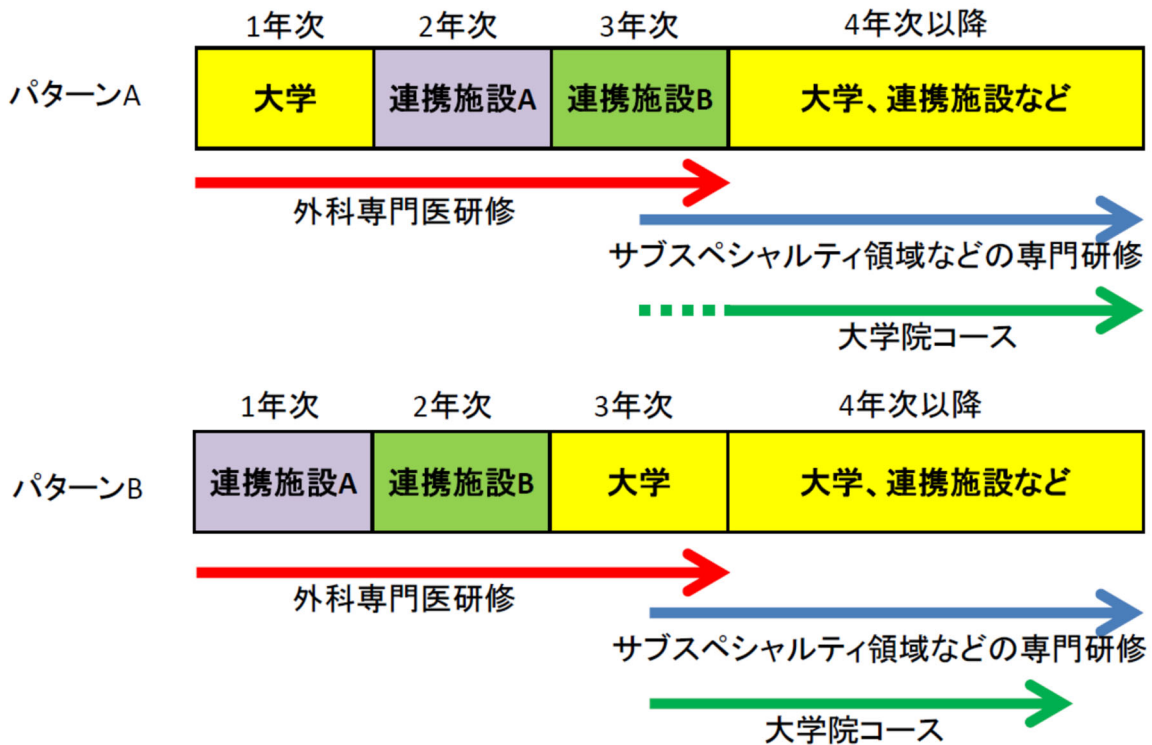 1年次 2年次 3年次 4年次以降
パターンA 大学 連携施設A 連携施設B 大学、連携施設など
外科専門医研修
サブスペシャルティ領域などの専門研修
大学院コース
1年次 2年次 3年次 4年次以降
パターンB 連携施設A 連携施設B 大学 大学、連携施設など
外科専門医研修
サブスペシャルティ領域などの専門研修
大学院コース